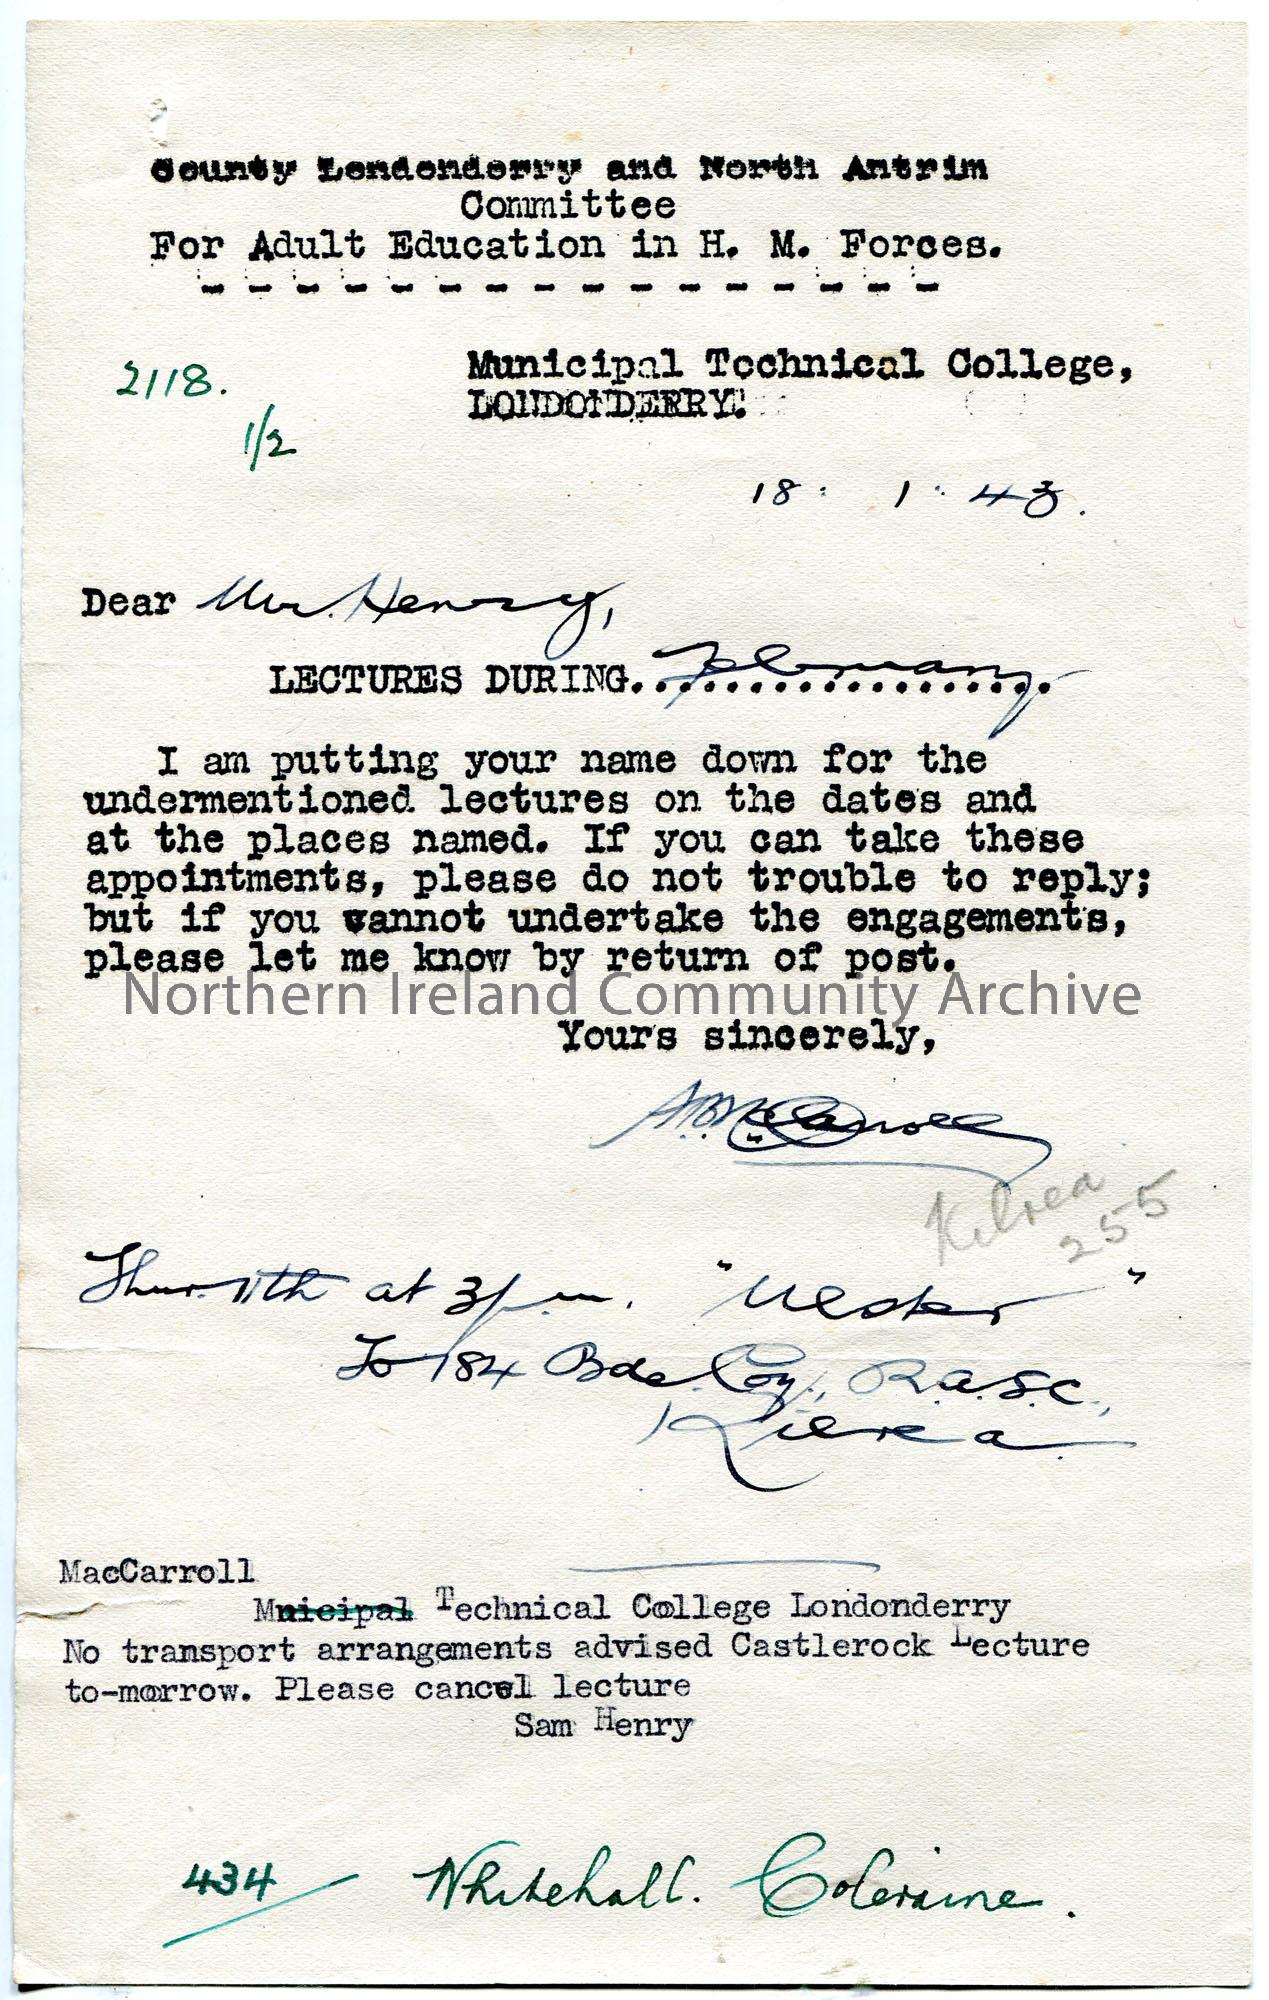 County Londonderry and North Antrim
Committee
For Adult Education in H. M. Forces.
- - - - - - - - - - - - - - - -
2118.
1/2
Municipal Technical College,
LONDONDERRY.
18 : 1 : 43.
Dear Mr. Henry,
LECTURES DURING. February
I am putting your name down for the
undermentioned lectures on the dates and
at the places named. If you can take these
appointments, please do not trouble to reply;
but if you cannot undertake the engagements,
please let me know by return of post.
Northern Ireland Community Archive
Yours sincerely,
MacCarroll
Kilrea
255
Thur. 11th at 3 p.m. "Ulster"
To 184 Bde. Coy., R.A.S.C.,
Kilrea.
MacCarroll
Mnicipal Technical College Londonderry
No transport arrangements advised Castlerock Lecture
to-morrow. Please cancel lecture
Sam Henry
434
Whitehall. Coleraine.